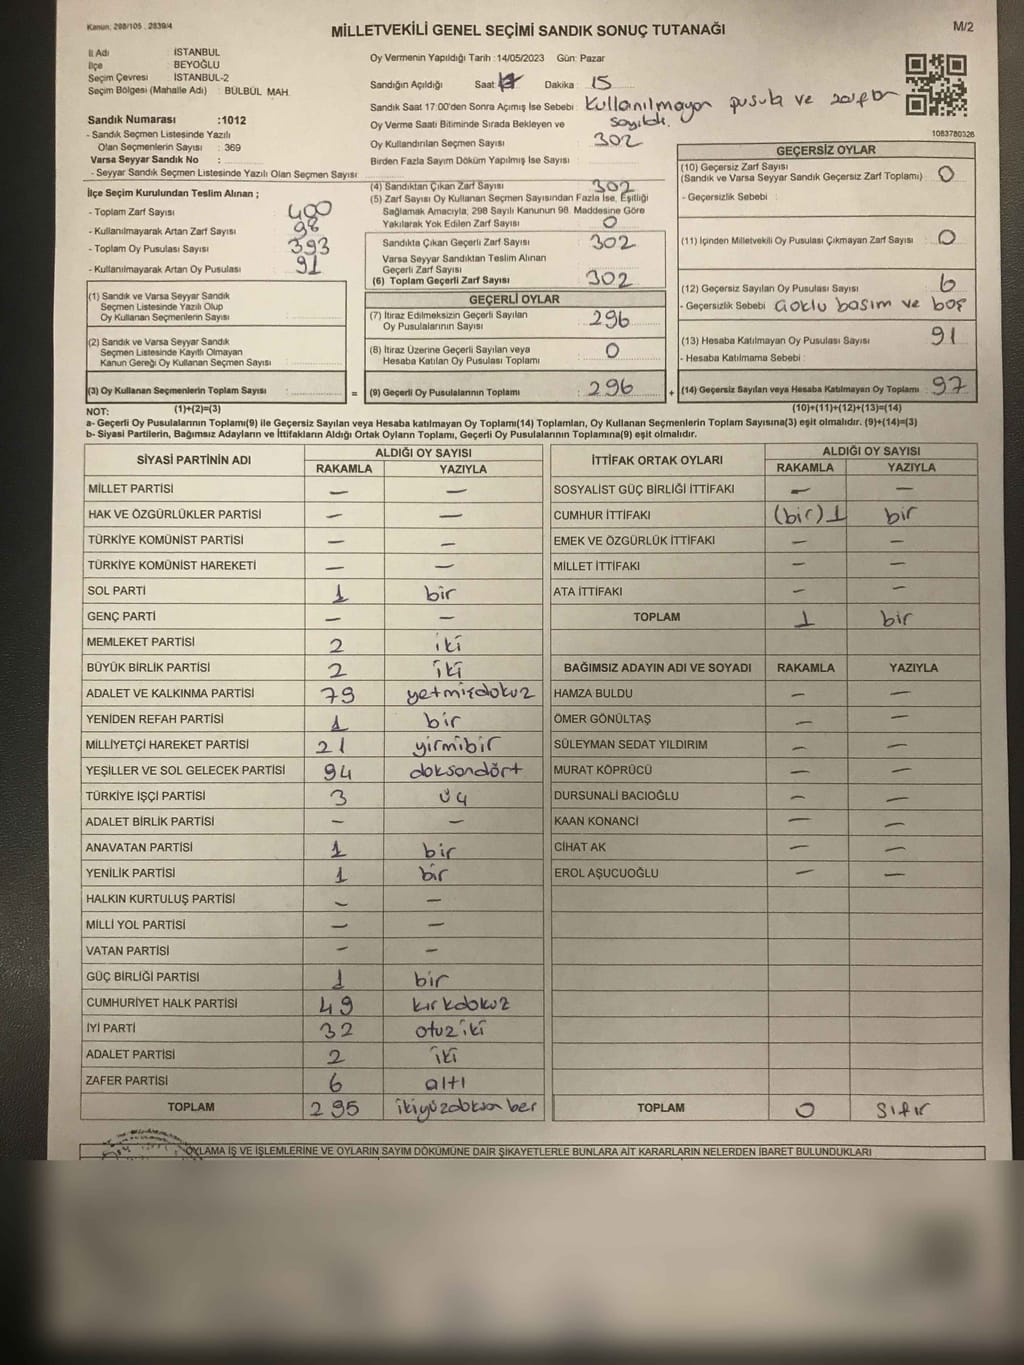 Kanun. 298/105 . 2839/4
MİLLETVEKİLİ GENEL SEÇİMİ SANDIK SONUÇ TUTANAĞI
M/2
İl Adı İSTANBUL
İlçe BEYOĞLU
Seçim Çevresi İSTANBUL-2
Seçim Bölgesi (Mahalle Adı) : BÜLBÜL MAH.
Sandık Numarası :1012
- Sandık Seçmen Listesinde Yazılı
Olan Seçmenlerin Sayısı : 369
Varsa Seyyar Sandık No :
- Seyyar Sandık Seçmen Listesinde Yazılı Olan Seçmen Sayısı
Oy Vermenin Yapıldığı Tarih :14/05/2023 Gün: Pazar
Sandığın Açıldığı Saat Dakika : 15
Sandık Saat 17:00'den Sonra Açmış İse Sebebi : Kullanılmayan pusula ve zarflar
sayıldı.
Oy Verme Saati Bitiminde Sırada Bekleyen ve
Oy Kullandırılan Seçmen Sayısı : 302
Birden Fazla Sayım Döküm Yapılmış İse Sayısı :
1083780326
İlçe Seçim Kurulundan Teslim Alınan ;
- Toplam Zarf Sayısı : 400
- Kullanılmayarak Artan Zarf Sayısı : 98
- Toplam Oy Pusulası Sayısı : 393
- Kullanılmayarak Artan Oy Pusulası : 91
(1) Sandık ve Varsa Seyyar Sandık
Seçmen Listesinde Yazılı Olup
Oy Kullanan Seçmenlerin Sayısı :
(2) Sandık ve Varsa Seyyar Sandık
Seçmen Listesinde Kayıtlı Olmayan
Kanun Gereği Oy Kullanan Seçmen Sayısı :
(3) Oy Kullanan Seçmenlerin Toplam Sayısı :
(1)+(2)=(3)
(4) Sandıktan Çıkan Zarf Sayısı : 302
(5) Zarf Sayısı Oy Kullanan Seçmen Sayısından Fazla İse, Eşitliği
Sağlamak Amacıyla, 298 Sayılı Kanunun 98. Maddesine Göre
Yakılarak Yok Edilen Zarf Sayısı : 0
Sandıkta Çıkan Geçerli Zarf Sayısı : 302
Varsa Seyyar Sandıktan Teslim Alınan
Geçerli Zarf Sayısı :
(6) Toplam Geçerli Zarf Sayısı : 302
GEÇERLİ OYLAR
(7) İtiraz Edilmeksizin Geçerli Sayılan
Oy Pusulalarının Sayısı : 296
(8) İtiraz Üzerine Geçerli Sayılan veya
Hesaba Katılan Oy Pusulası Toplamı : 0
= (9) Geçerli Oy Pusulalarının Toplamı : 296 +
GEÇERSİZ OYLAR
(10) Geçersiz Zarf Sayısı
(Sandık ve Varsa Seyyar Sandık Geçersiz Zarf Toplamı) : 0
- Geçersizlik Sebebi :
(11) İçinden Milletvekili Oy Pusulası Çıkmayan Zarf Sayısı : 0
(12) Geçersiz Sayılan Oy Pusulası Sayısı : 6
- Geçersizlik Sebebi : Çoklu basım ve boş
(13) Hesaba Katılmayan Oy Pusulası Sayısı : 91
- Hesaba Katılmama Sebebi :
(14) Geçersiz Sayılan veya Hesaba Katılmayan Oy Toplamı : 97
(10)+(11)+(12)+(13)=(14)
NOT:
a- Geçerli Oy Pusulalarının Toplamı(9) ile Geçersiz Sayılan veya Hesaba katılmayan Oy Toplamı(14) Toplamları, Oy Kullanan Seçmenlerin Toplam Sayısına(3) eşit olmalıdır. (9)+(14)=(3)
b- Siyasi Partilerin, Bağımsız Adayların ve İttifakların Aldığı Ortak Oyların Toplamı, Geçerli Oy Pusulalarının Toplamına(9) eşit olmalıdır.
SİYASİ PARTİNİN ADI ALDIĞI OY SAYISI
RAKAMLA YAZIYLA
MİLLET PARTİSİ — —
HAK VE ÖZGÜRLÜKLER PARTİSİ — —
TÜRKİYE KOMÜNİST PARTİSİ — —
TÜRKİYE KOMÜNİST HAREKETİ — —
SOL PARTİ 1 bir
GENÇ PARTİ — —
MEMLEKET PARTİSİ 2 iki
BÜYÜK BİRLİK PARTİSİ 2 iki
ADALET VE KALKINMA PARTİSİ 79 yetmişdokuz
YENİDEN REFAH PARTİSİ 1 bir
MİLLİYETÇİ HAREKET PARTİSİ 21 yirmibir
YEŞİLLER VE SOL GELECEK PARTİSİ 94 doksandört
TÜRKİYE İŞÇİ PARTİSİ 3 üç
ADALET BİRLİK PARTİSİ — —
ANAVATAN PARTİSİ 1 bir
YENİLİK PARTİSİ 1 bir
HALKIN KURTULUŞ PARTİSİ — —
MİLLİ YOL PARTİSİ — —
VATAN PARTİSİ — —
GÜÇ BİRLİĞİ PARTİSİ 1 bir
CUMHURİYET HALK PARTİSİ 49 kırkdokuz
İYİ PARTİ 32 otuziki
ADALET PARTİSİ 2 iki
ZAFER PARTİSİ 6 altı
TOPLAM 295 ikiyüzdoksanbeş
İTTİFAK ORTAK OYLARI ALDIĞI OY SAYISI
RAKAMLA YAZIYLA
SOSYALİST GÜÇ BİRLİĞİ İTTİFAKI — —
CUMHUR İTTİFAKI (bir) 1 bir
EMEK VE ÖZGÜRLÜK İTTİFAKI — —
MİLLET İTTİFAKI — —
ATA İTTİFAKI — —
TOPLAM 1 bir
BAĞIMSIZ ADAYIN ADI VE SOYADI RAKAMLA YAZIYLA
HAMZA BULDU — —
ÖMER GÖNÜLTAŞ — —
SÜLEYMAN SEDAT YILDIRIM — —
MURAT KÖPRÜCÜ — —
DURSUNALİ BACIOĞLU — —
KAAN KONANCİ — —
CİHAT AK — —
EROL AŞUCUOĞLU — —
TOPLAM 0 sıfır
OYLAMA İŞ VE İŞLEMLERİNE VE OYLARIN SAYIM DÖKÜMÜNE DAİR ŞİKAYETLERLE BUNLARA AİT KARARLARIN NELERDEN İBARET BULUNDUKLARI